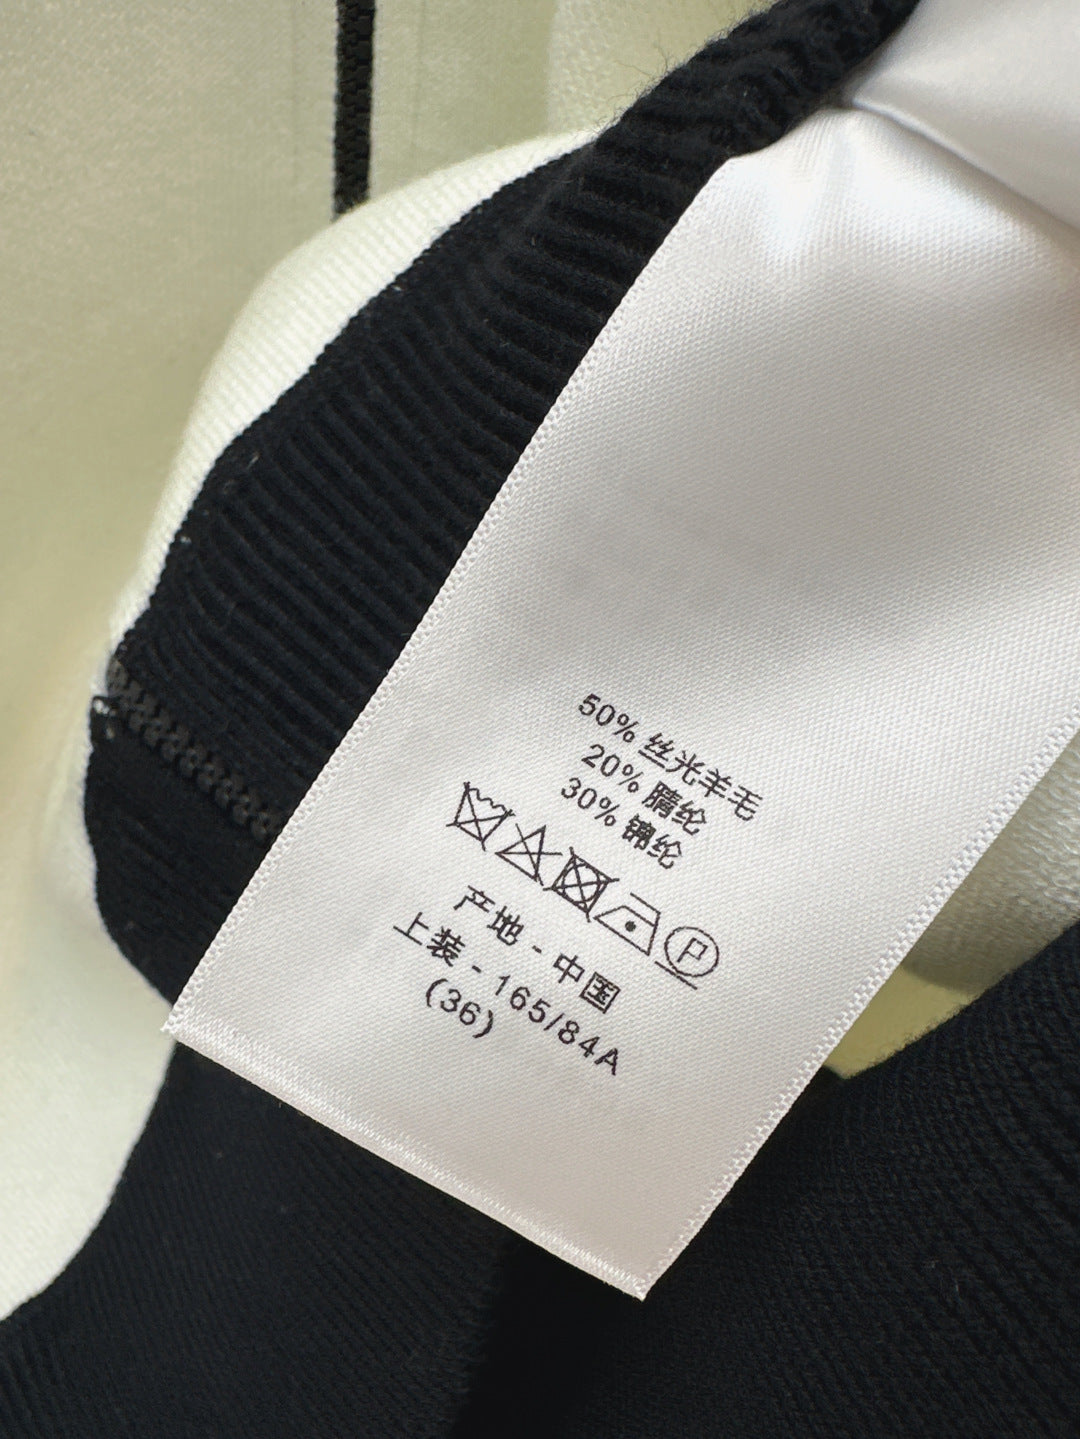 50% 丝光羊毛
20% 腈纶
30% 锦纶
P
产地 - 中国
上装 - 165/84A
(36)